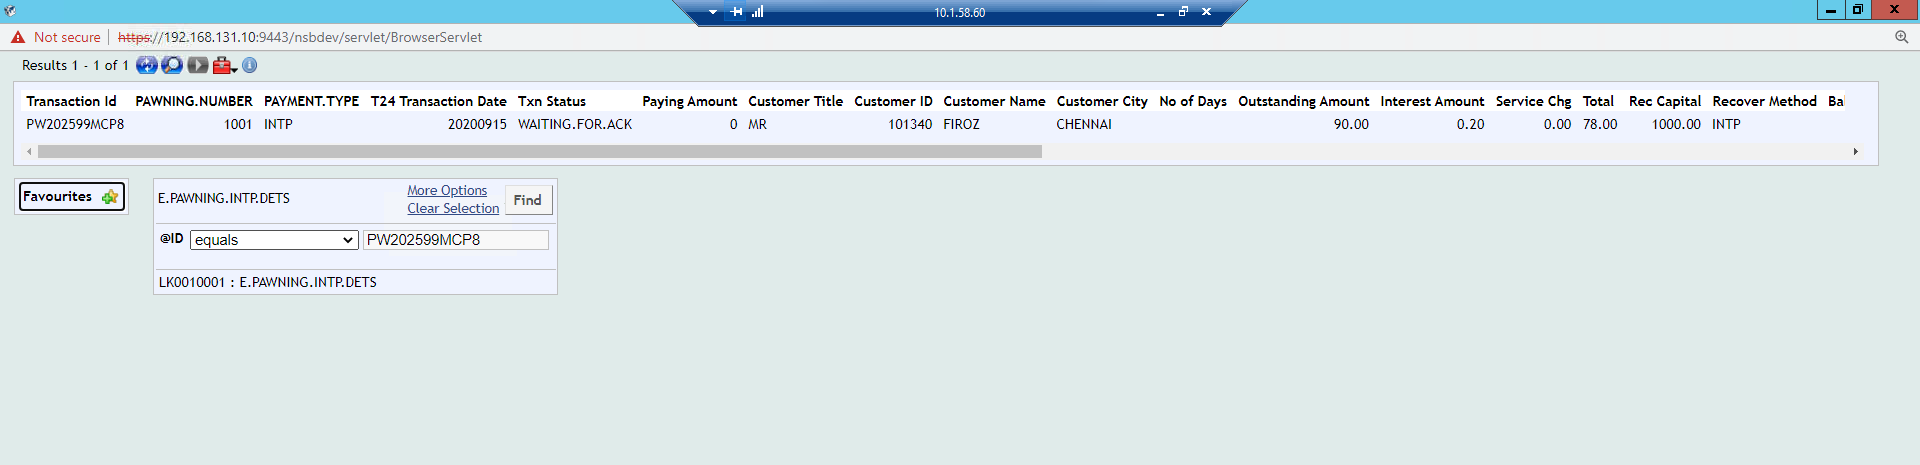 10.1.58.60
Not secure https://192.168.131.10:9443/nsbdev/servlet/BrowserServlet
Results 1 - 1 of 1
Transaction Id PAWNING.NUMBER PAYMENT.TYPE T24 Transaction Date Txn Status Paying Amount Customer Title Customer ID Customer Name Customer City No of Days Outstanding Amount Interest Amount Service Chg Total Rec Capital Recover Method Bal
PW202599MCP8 1001 INTP 20200915 WAITING.FOR.ACK 0 MR 101340 FIROZ CHENNAI 90.00 0.20 0.00 78.00 1000.00 INTP
Favourites
E.PAWNING.INTP.DETS
More Options
Clear Selection
Find
@ID equals PW202599MCP8
LK0010001 : E.PAWNING.INTP.DETS